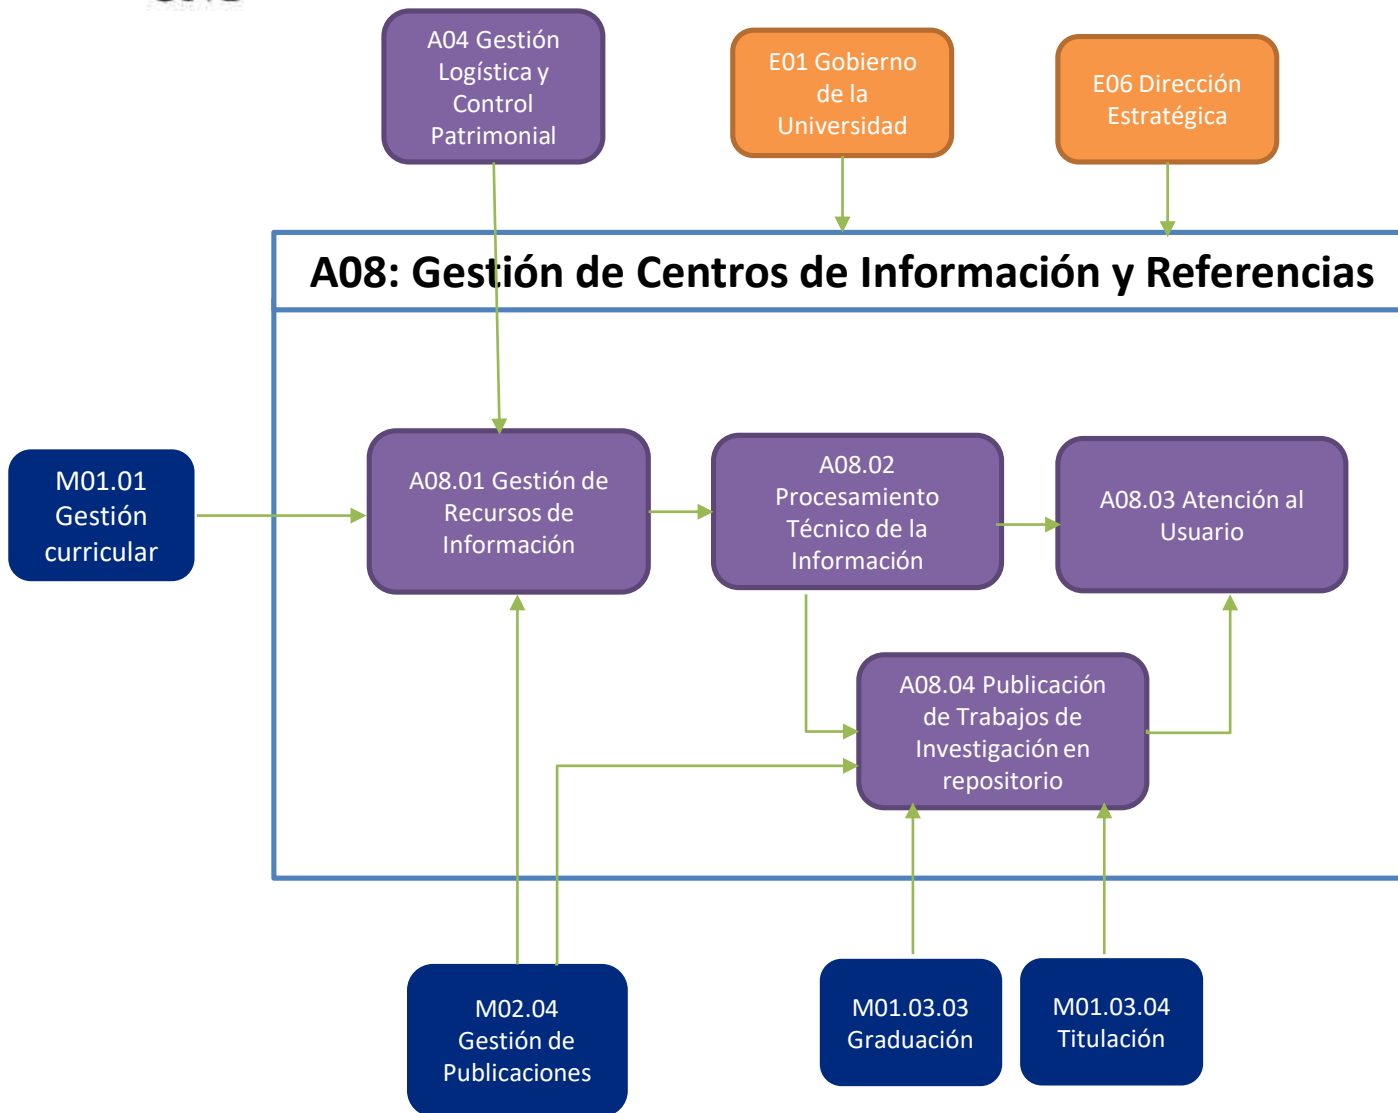 A04 Gestión
Logística y
Control
Patrimonial
E01 Gobierno
de la
Universidad
E06 Dirección
Estratégica
A08: Gestión de Centros de Información y Referencias
M01.01
Gestión
curricular
A08.01 Gestión de
Recursos de
Información
A08.02
Procesamiento
Técnico de la
Información
A08.03 Atención al
Usuario
A08.04 Publicación
de Trabajos de
Investigación en
repositorio
M02.04
Gestión de
Publicaciones
M01.03.03
Graduación
M01.03.04
Titulación